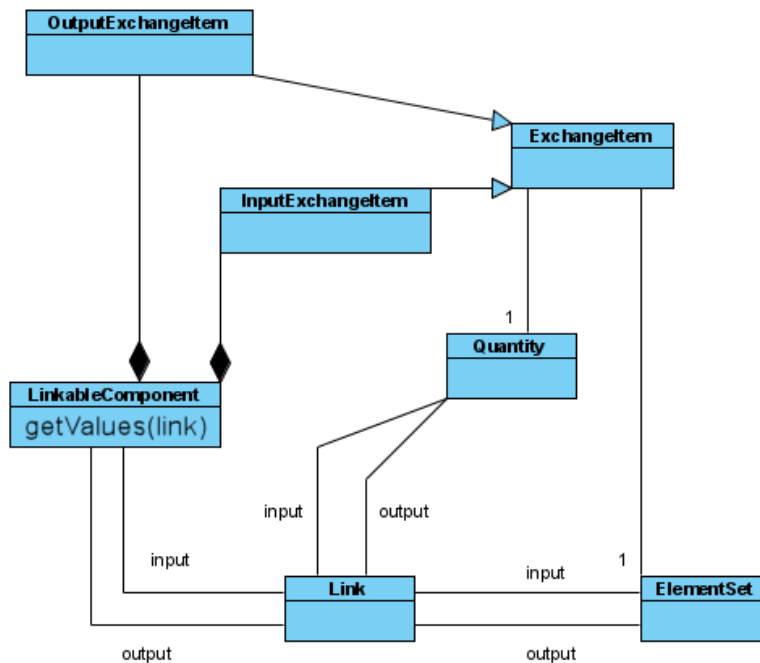 OutputExchangeItem
ExchangeItem
InputExchangeItem
1
Quantity
LinkableComponent
getValues(link)
input
output
input
input
1
Link
ElementSet
output
output